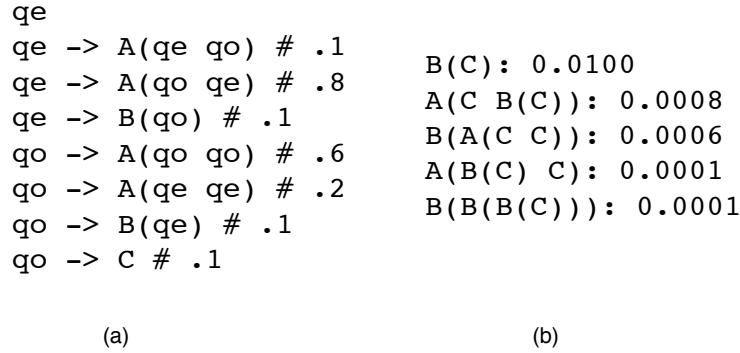 qe
qe -> A(qe qo) # .1
qe -> A(qo qe) # .8
qe -> B(qo) # .1
qo -> A(qo qo) # .6
qo -> A(qe qe) # .2
qo -> B(qe) # .1
qo -> C # .1
(a)
B(C): 0.0100
A(C B(C)): 0.0008
B(A(C C)): 0.0006
A(B(C) C): 0.0001
B(B(B(C))): 0.0001
(b)